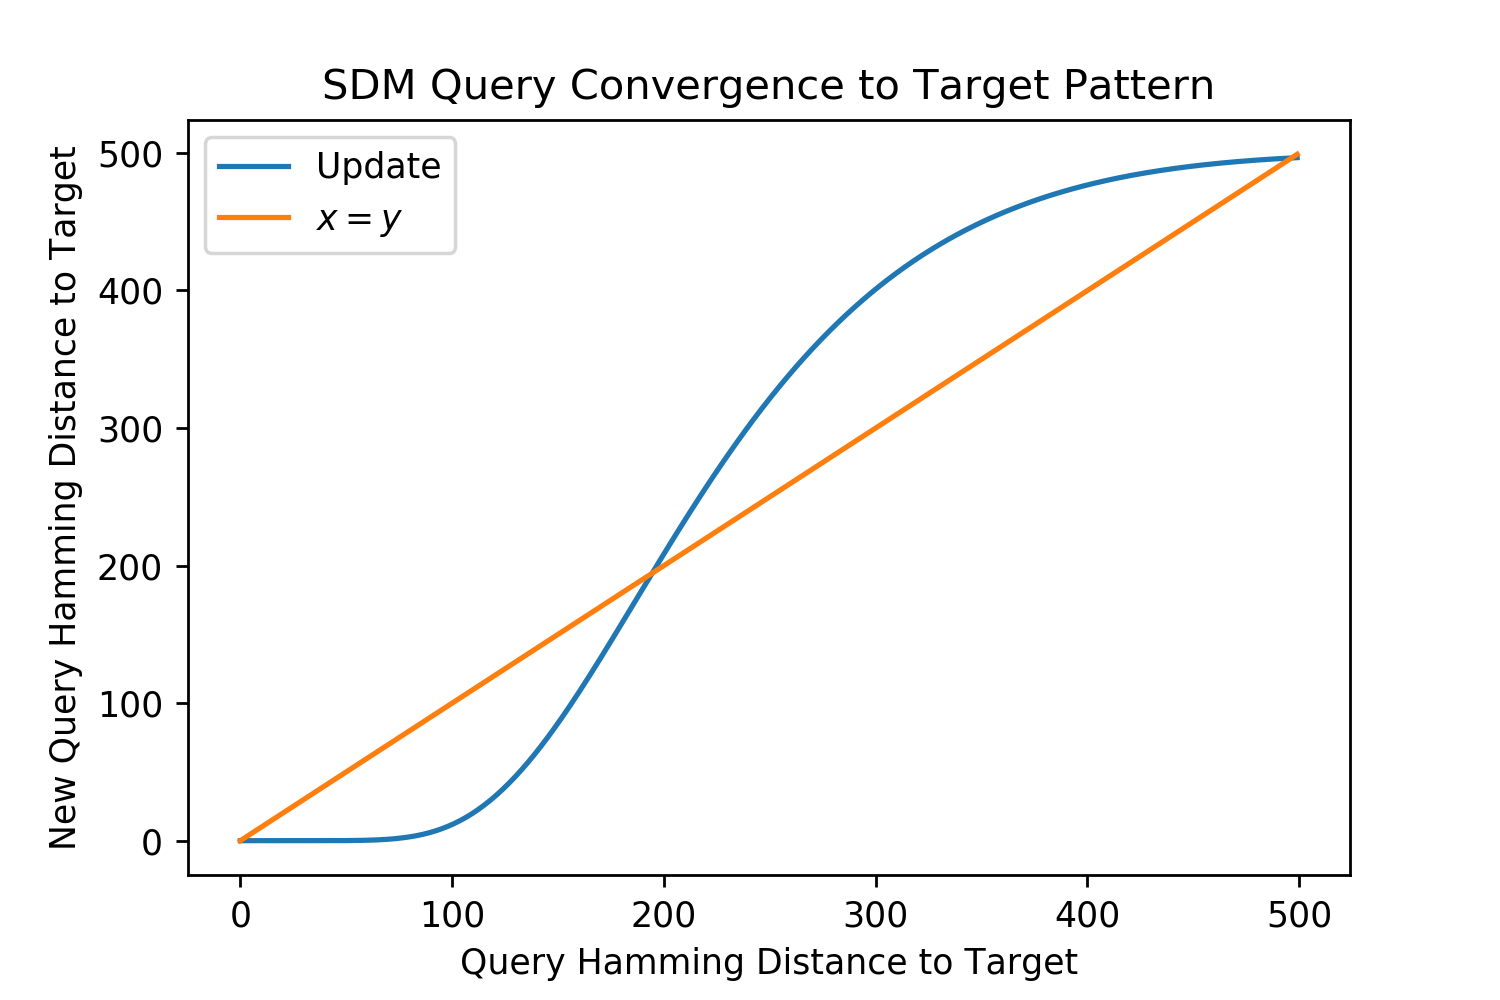 SDM Query Convergence to Target Pattern
Update
x = y
New Query Hamming Distance to Target
500
400
300
200
100
0
0 100 200 300 400 500
Query Hamming Distance to Target